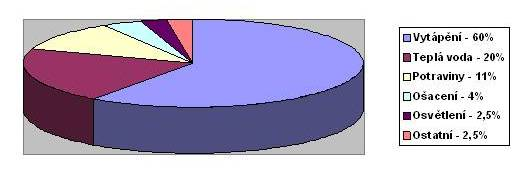 Vytápění - 60%
Teplá voda - 20%
Potraviny - 11%
Ošacení - 4%
Osvětlení - 2,5%
Ostatní - 2,5%